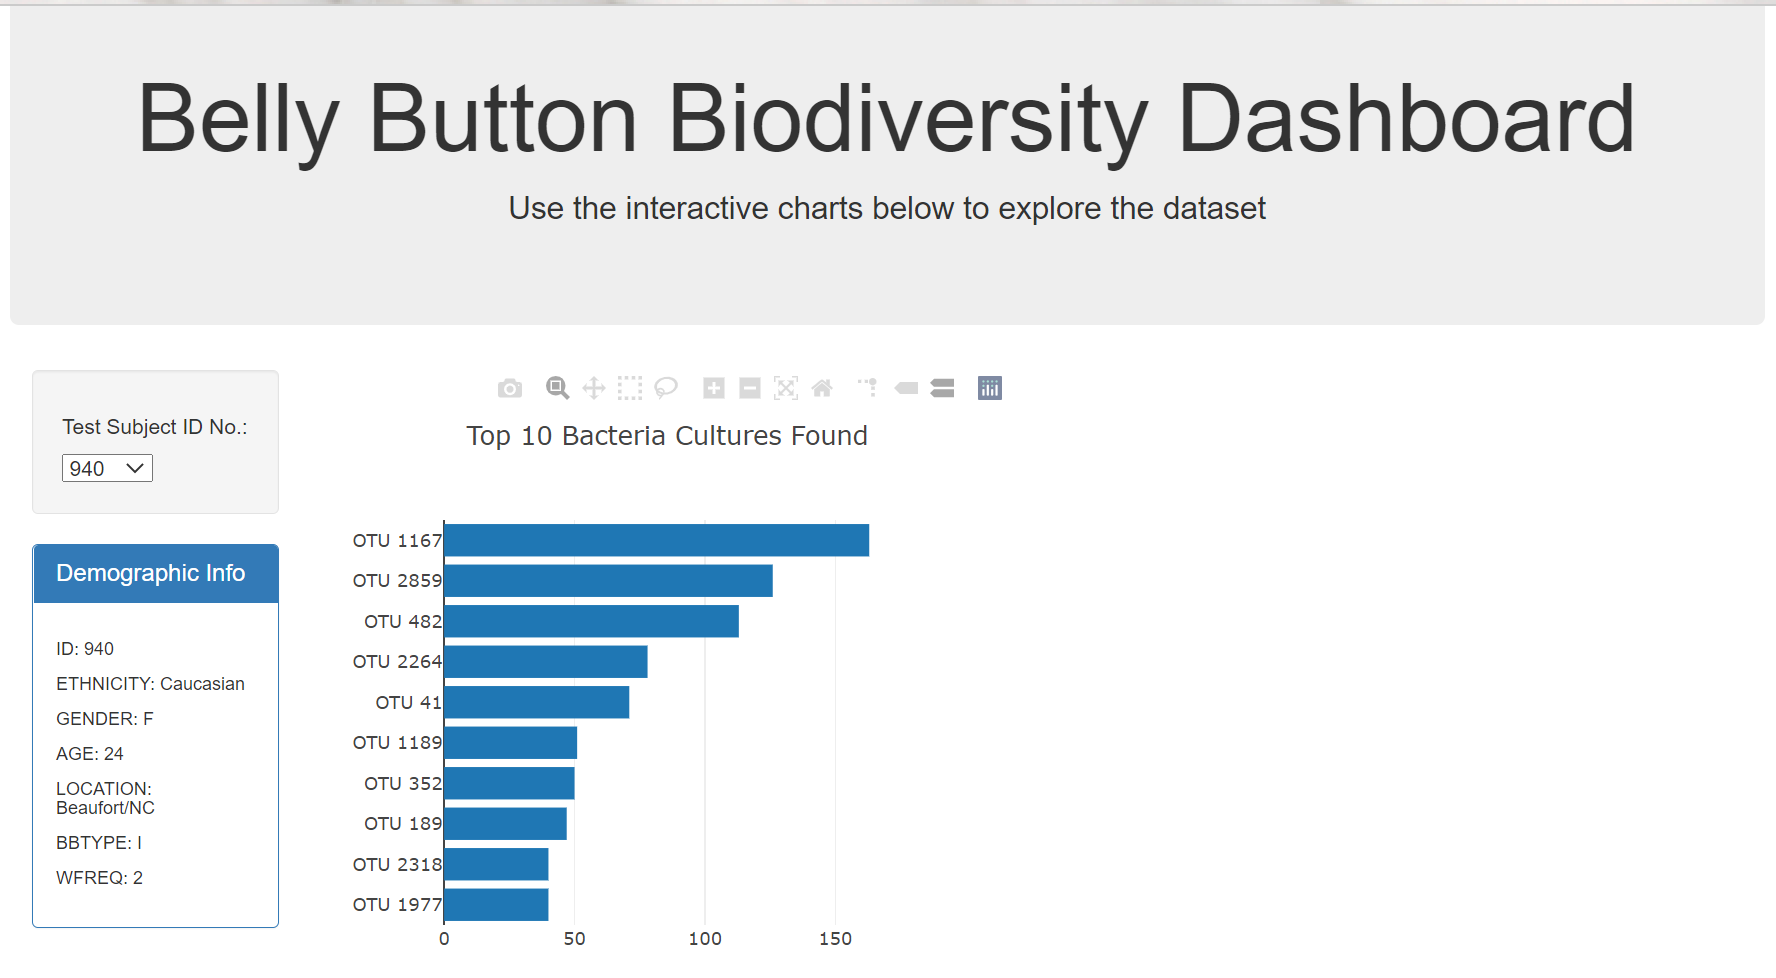 Belly Button Biodiversity Dashboard
Use the interactive charts below to explore the dataset
Test Subject ID No.:
940
Demographic Info
ID: 940
ETHNICITY: Caucasian
GENDER: F
AGE: 24
LOCATION:
Beaufort/NC
BBTYPE: I
WFREQ: 2
Top 10 Bacteria Cultures Found
OTU 1167
OTU 2859
OTU 482
OTU 2264
OTU 41
OTU 1189
OTU 352
OTU 189
OTU 2318
OTU 1977
0 50 100 150